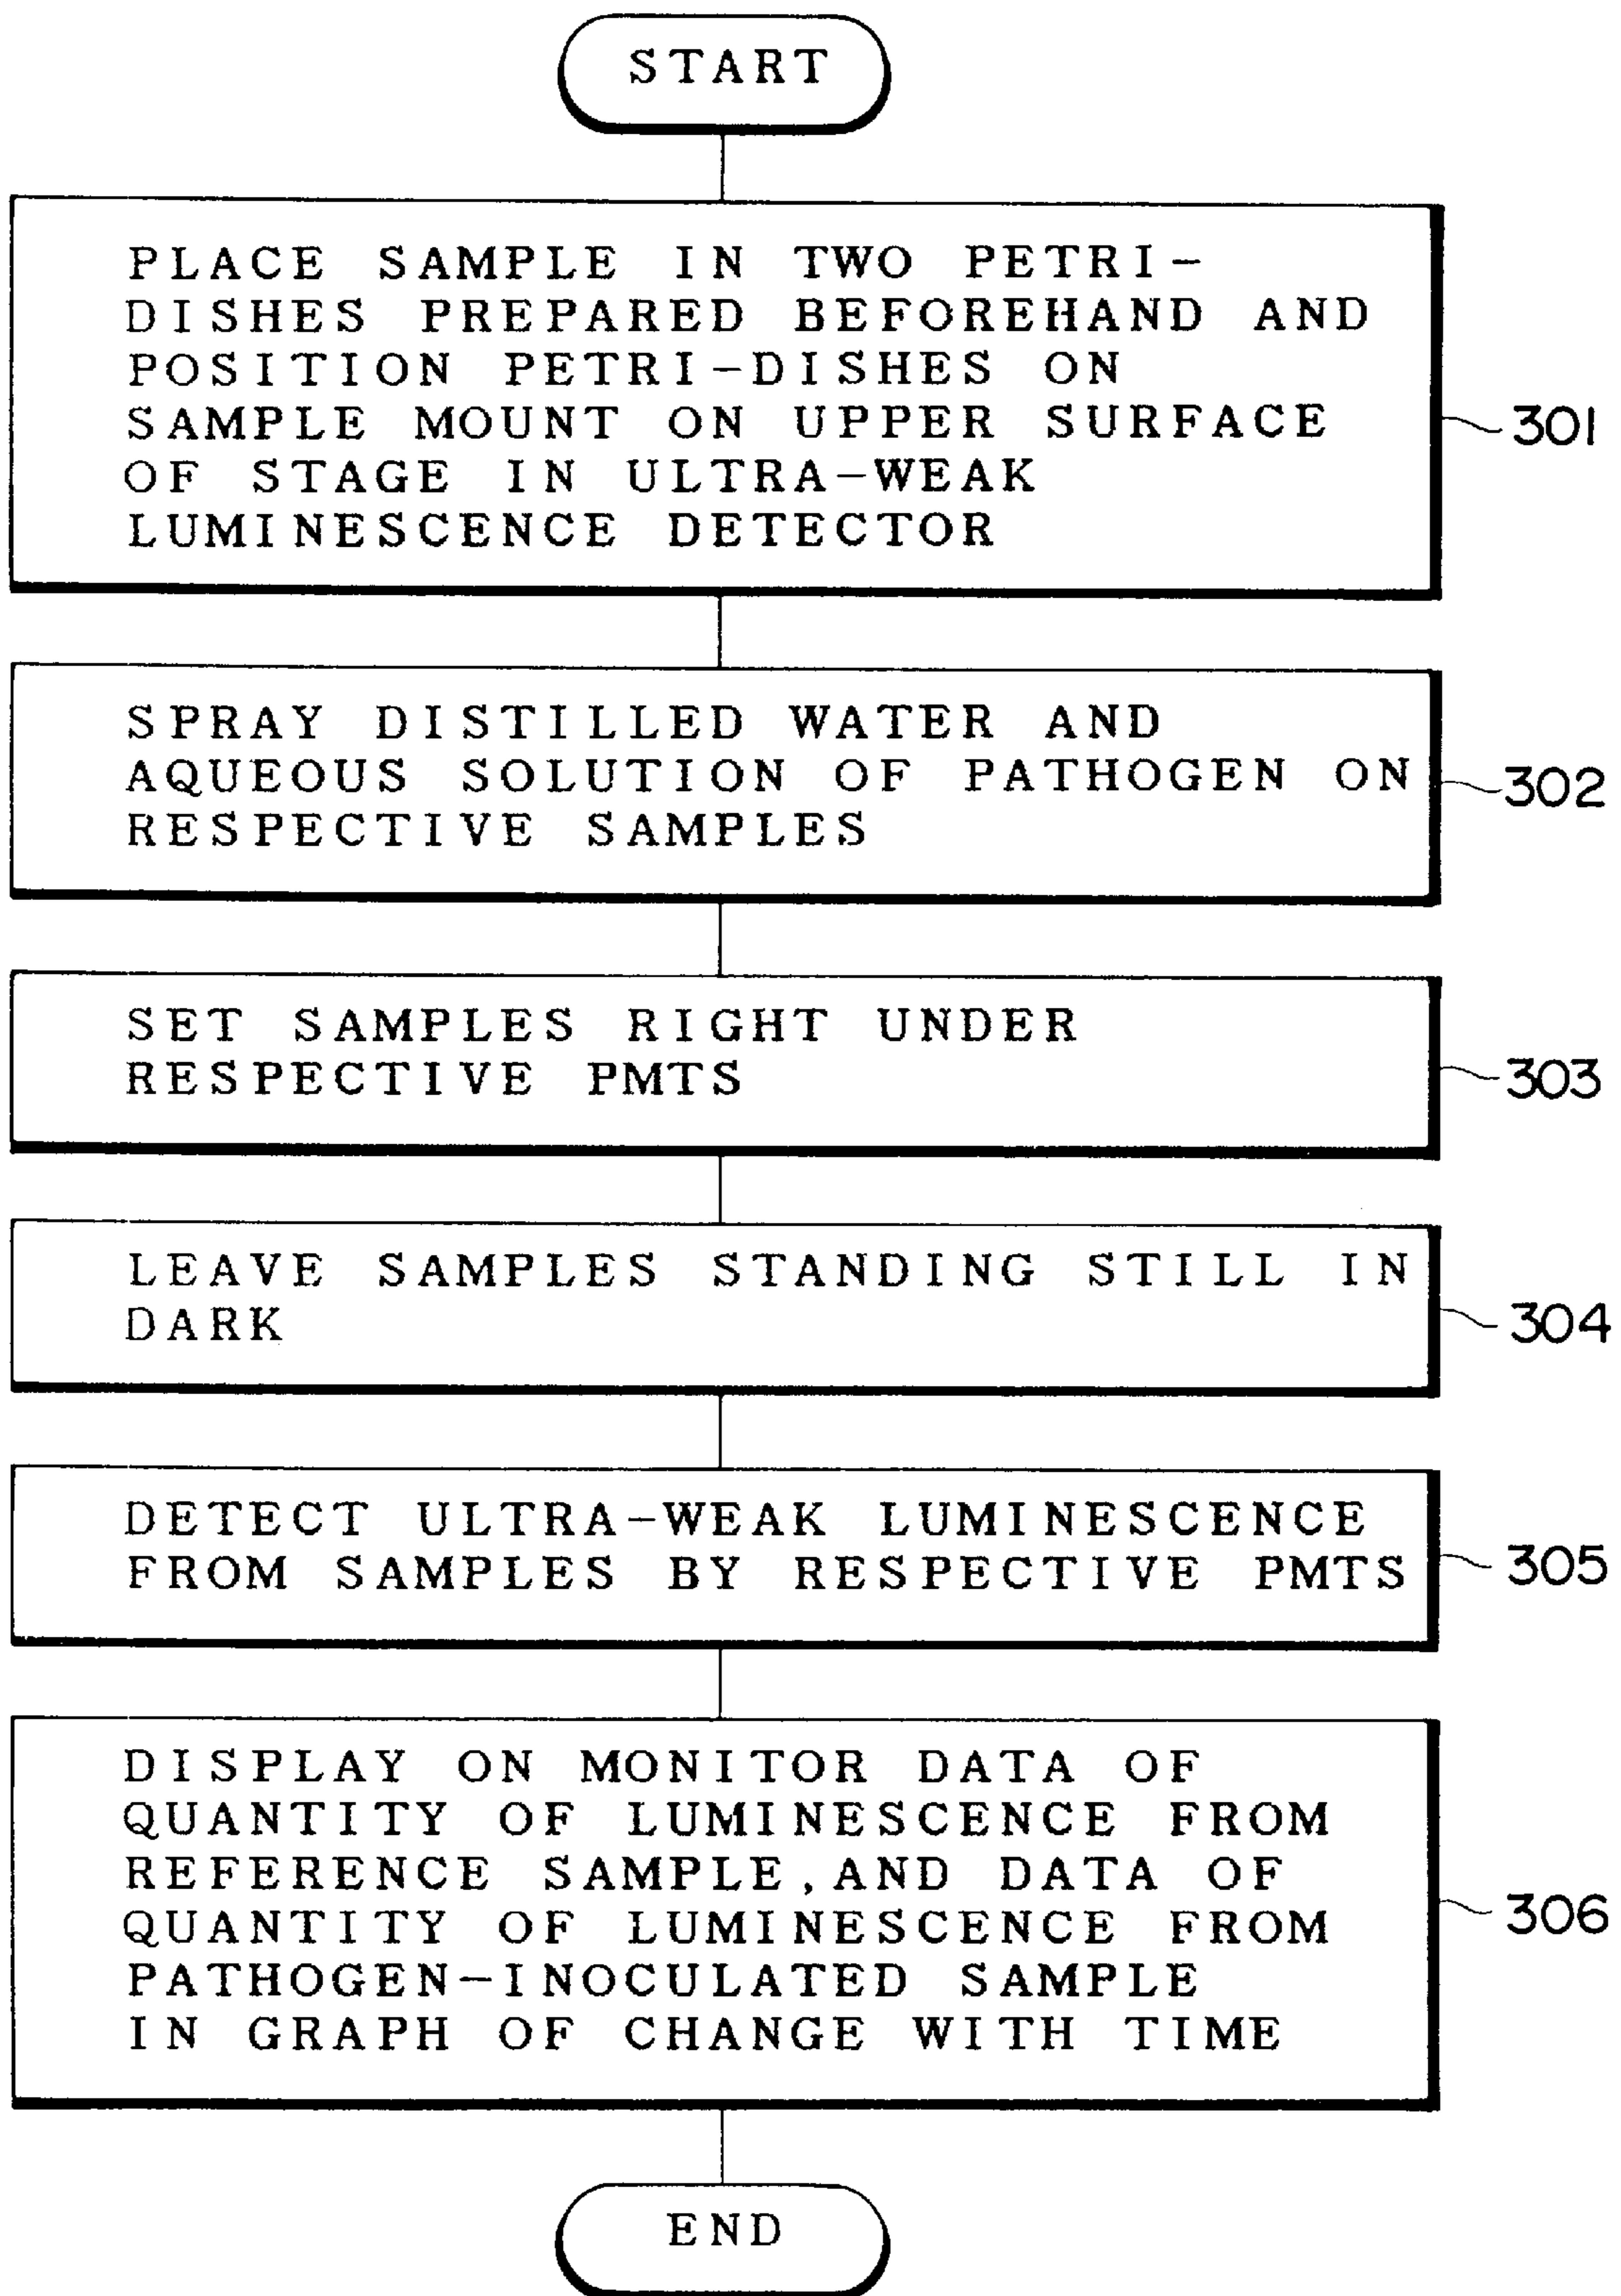 START
PLACE SAMPLE IN TWO PETRI-
DISHES PREPARED BEFOREHAND AND
POSITION PETRI-DISHES ON
SAMPLE MOUNT ON UPPER SURFACE
OF STAGE IN ULTRA-WEAK
LUMINESCENCE DETECTOR
301
SPRAY DISTILLED WATER AND
AQUEOUS SOLUTION OF PATHOGEN ON
RESPECTIVE SAMPLES
302
SET SAMPLES RIGHT UNDER
RESPECTIVE PMTS
303
LEAVE SAMPLES STANDING STILL IN
DARK
304
DETECT ULTRA-WEAK LUMINESCENCE
FROM SAMPLES BY RESPECTIVE PMTS
305
DISPLAY ON MONITOR DATA OF
QUANTITY OF LUMINESCENCE FROM
REFERENCE SAMPLE, AND DATA OF
QUANTITY OF LUMINESCENCE FROM
PATHOGEN-INOCULATED SAMPLE
IN GRAPH OF CHANGE WITH TIME
306
END